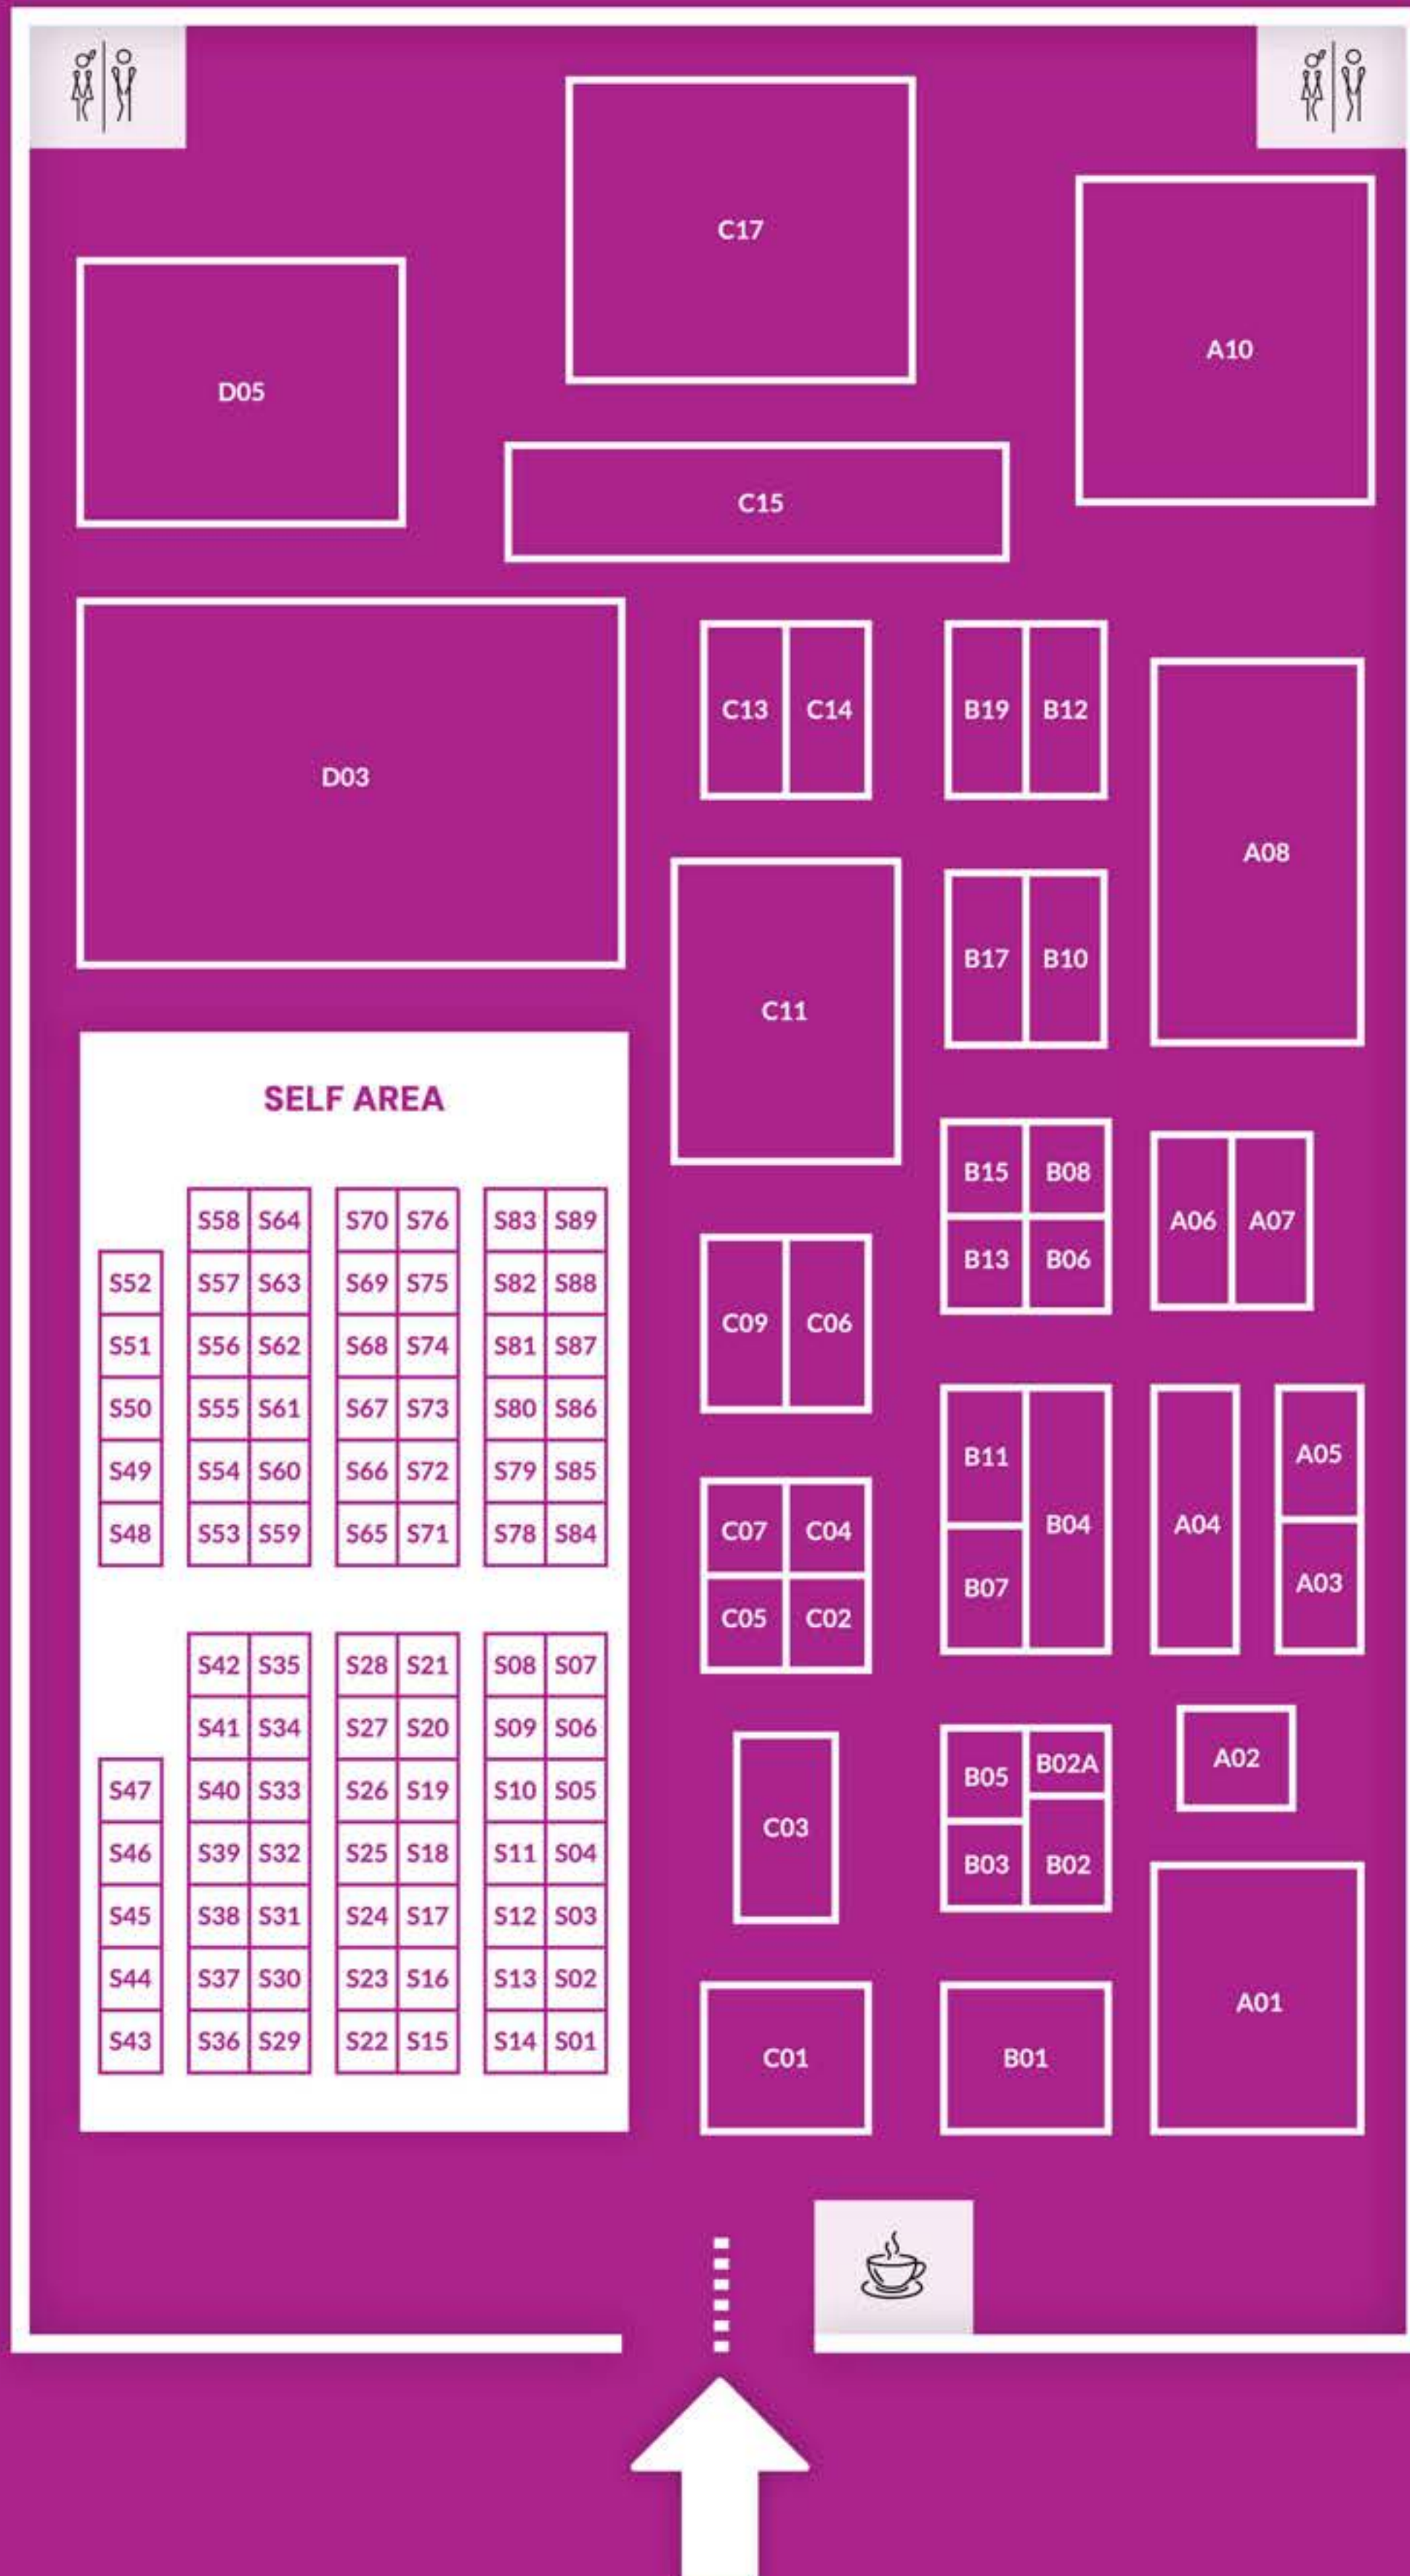 C17
A10
D05
C15
C13 C14 B19 B12
D03
A08
B17 B10
C11
SELF AREA
B15 B08
A06 A07
B13 B06
S58 S64 S70 S76 S83 S89
S52 S57 S63 S69 S75 S82 S88
S51 S56 S62 S68 S74 S81 S87
S50 S55 S61 S67 S73 S80 S86
S49 S54 S60 S66 S72 S79 S85
S48 S53 S59 S65 S71 S78 S84
C09 C06
B11 A05
B04 A04
C07 C04
B07 A03
C05 C02
S42 S35 S28 S21 S08 S07
S41 S34 S27 S20 S09 S06
S47 S40 S33 S26 S19 S10 S05
S46 S39 S32 S25 S18 S11 S04
S45 S38 S31 S24 S17 S12 S03
S44 S37 S30 S23 S16 S13 S02
S43 S36 S29 S22 S15 S14 S01
B05 B02A A02
C03
B03 B02
A01
C01 B01